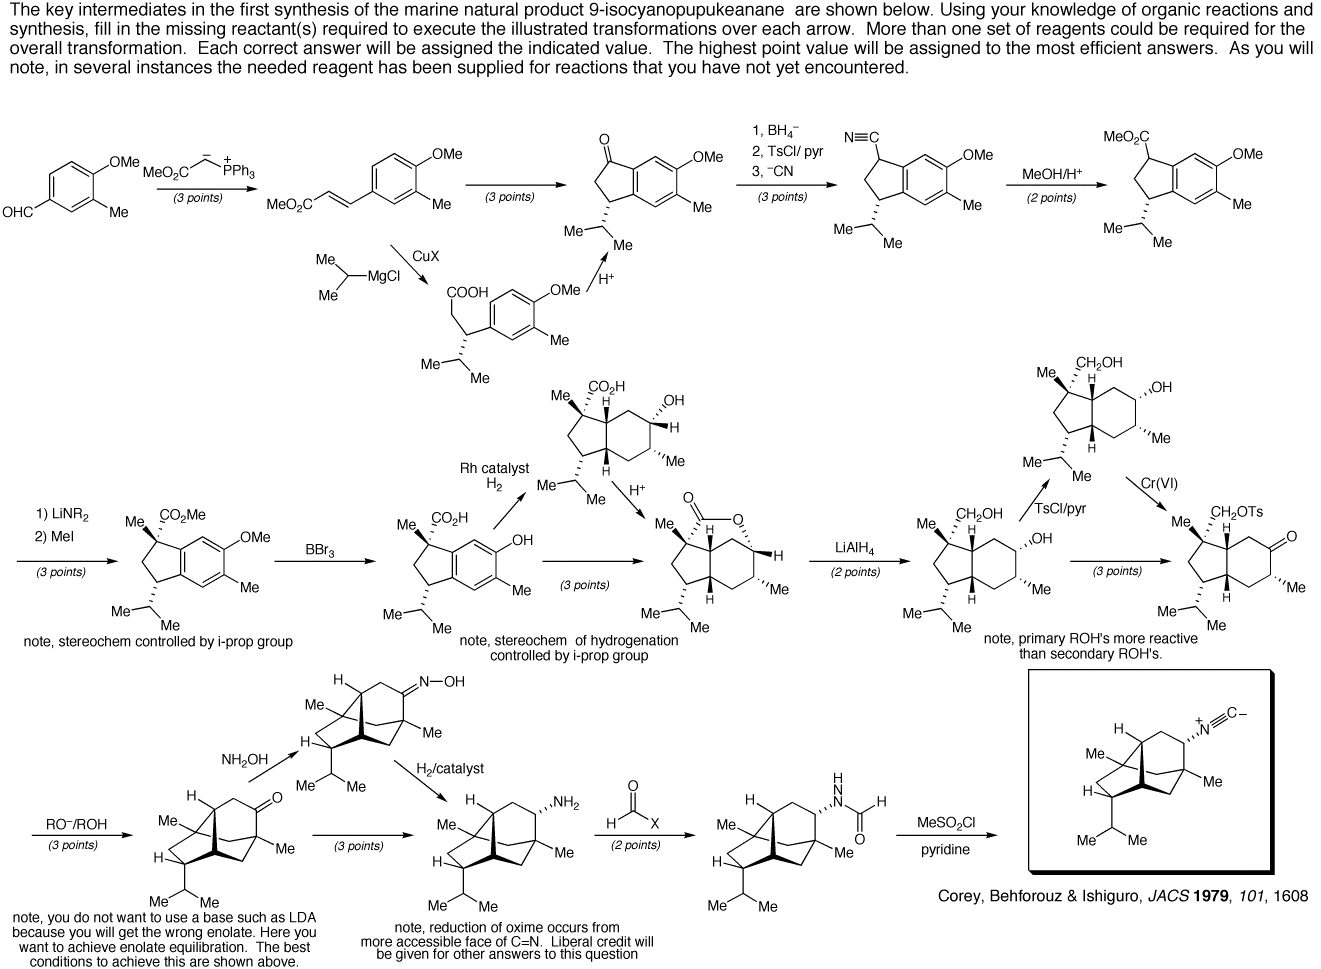 The key intermediates in the first synthesis of the marine natural product 9-isocyanopupukeanane are shown below. Using your knowledge of organic reactions and
synthesis, fill in the missing reactant(s) required to execute the illustrated transformations over each arrow. More than one set of reagents could be required for the
overall transformation. Each correct answer will be assigned the indicated value. The highest point value will be assigned to the most efficient answers. As you will
note, in several instances the needed reagent has been supplied for reactions that you have not yet encountered.
OMe
Me
OHC
MeO₂C
−
+
PPh₃
(3 points)
OMe
Me
MeO₂C
(3 points)
O
OMe
Me
Me
Me
1, BH₄⁻
2, TsCl/ pyr
3, ⁻CN
(3 points)
N≡C
OMe
Me
Me
Me
MeOH/H⁺
(2 points)
MeO₂C
OMe
Me
Me
Me
Me
MgCl
Me
CuX
COOH
OMe
Me
Me
Me
H⁺
1) LiNR₂
2) MeI
(3 points)
Me
CO₂Me
OMe
Me
Me
Me
note, stereochem controlled by i-prop group
BBr₃
Me
CO₂H
OH
Me
Me
Me
Rh catalyst
H₂
Me
CO₂H
H
OH
H
Me
H
Me
Me
H⁺
(3 points)
note, stereochem of hydrogenation
controlled by i-prop group
O
O
Me
H
H
Me
H
Me
Me
LiAlH₄
(2 points)
Me
CH₂OH
H
OH
Me
H
Me
Me
TsCl/pyr
Me
CH₂OH
H
OH
Me
H
Me
Me
Cr(VI)
(3 points)
note, primary ROH's more reactive
than secondary ROH's.
Me
CH₂OTs
H
O
Me
H
Me
Me
RO⁻/ROH
(3 points)
H
O
Me
Me
H
Me
Me
note, you do not want to use a base such as LDA
because you will get the wrong enolate. Here you
want to achieve enolate equilibration. The best
conditions to achieve this are shown above.
NH₂OH
H
N−OH
Me
Me
H
Me
Me
H₂/catalyst
(3 points)
H
NH₂
Me
Me
H
Me
Me
note, reduction of oxime occurs from
more accessible face of C=N. Liberal credit will
be given for other answers to this question
O
H
X
(2 points)
H
H
N
H
O
Me
Me
H
Me
Me
MeSO₂Cl
pyridine
H
+
N≡C−
Me
Me
H
Me
Me
Corey, Behforouz & Ishiguro, JACS 1979, 101, 1608